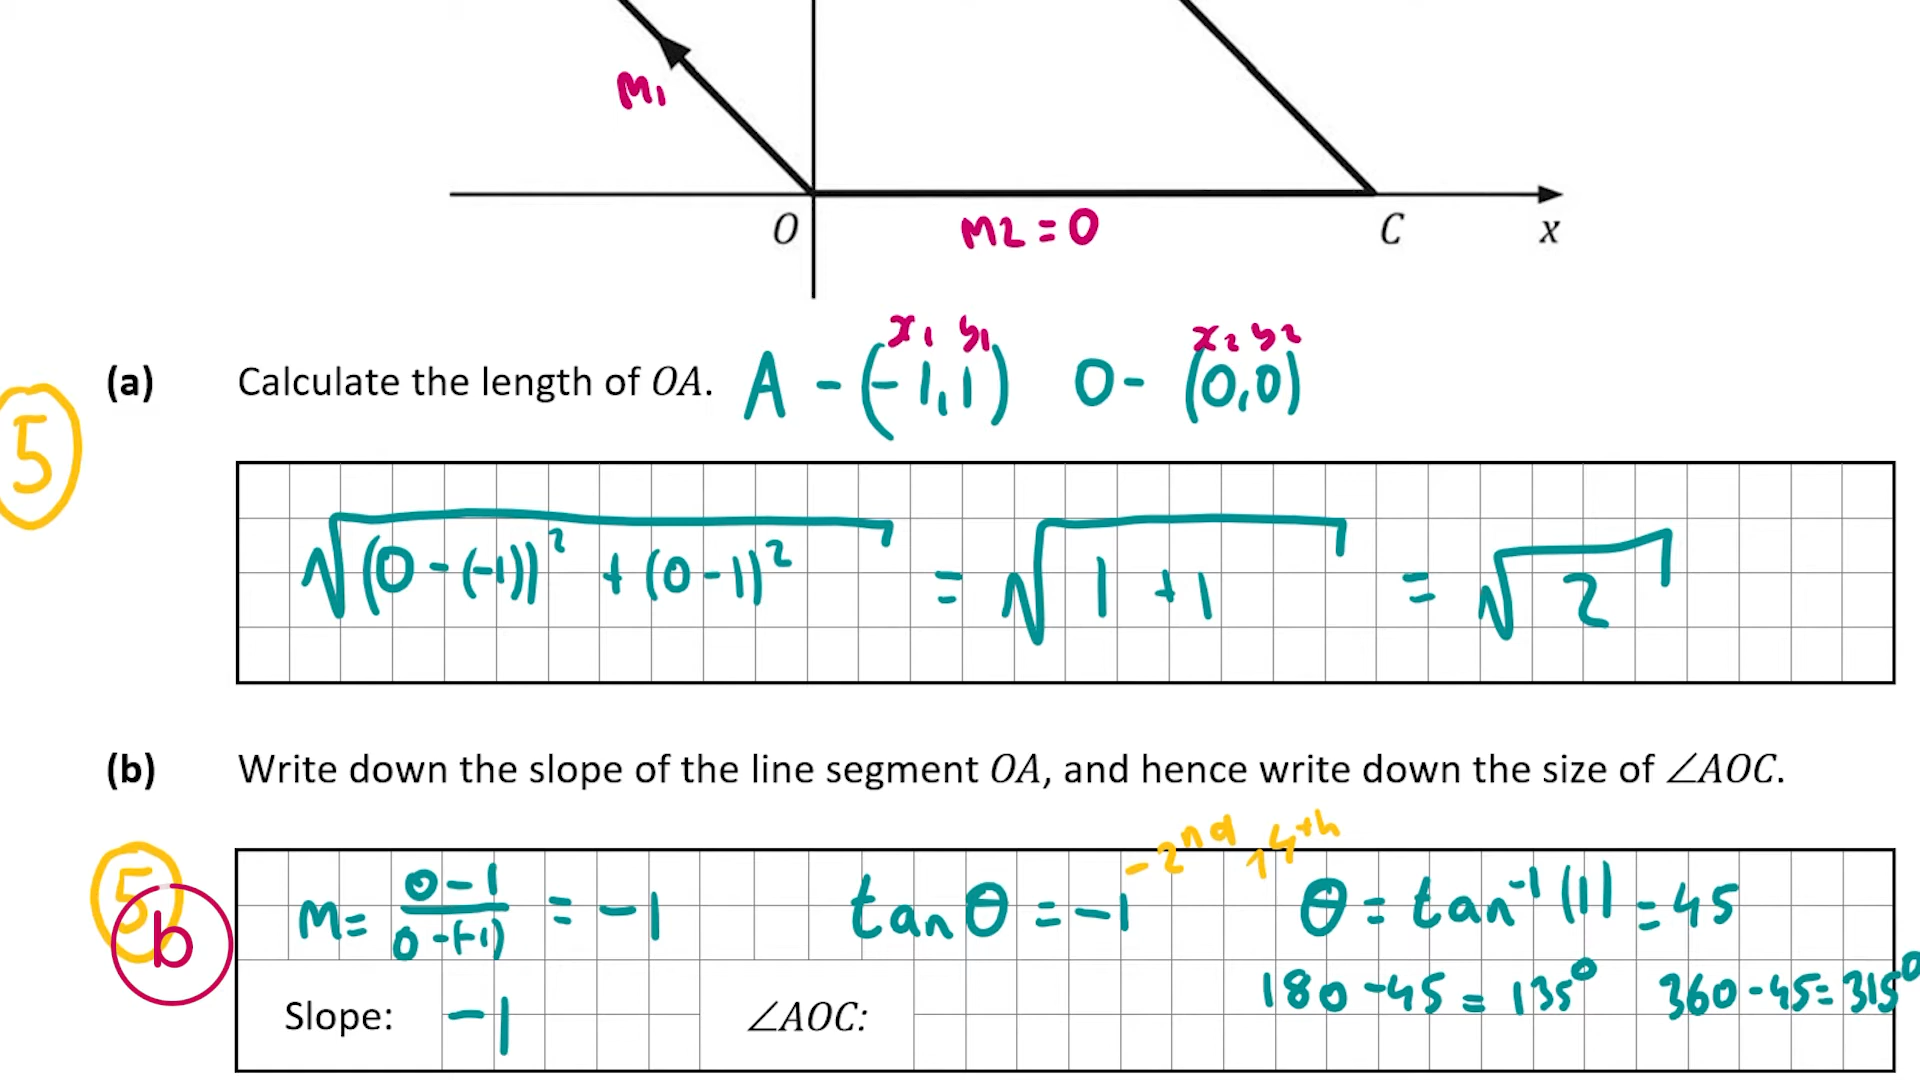 M₁
O
M2 = 0
C
x
x₁ y₁ x₂ y₂
(a) Calculate the length of OA. A - (-1,1) O - (0,0)
5
√((0-(-1))² + (0-1)²) = √(1 + 1) = √2
(b) Write down the slope of the line segment OA, and hence write down the size of ∠AOC.
- 2nd 4th
5 m = (0-1)/(0-(-1)) = -1 tan θ = -1 θ = tan⁻¹ (1) = 45
b
180 - 45 = 135° 360 - 45 = 315°
Slope: -1 ∠AOC: